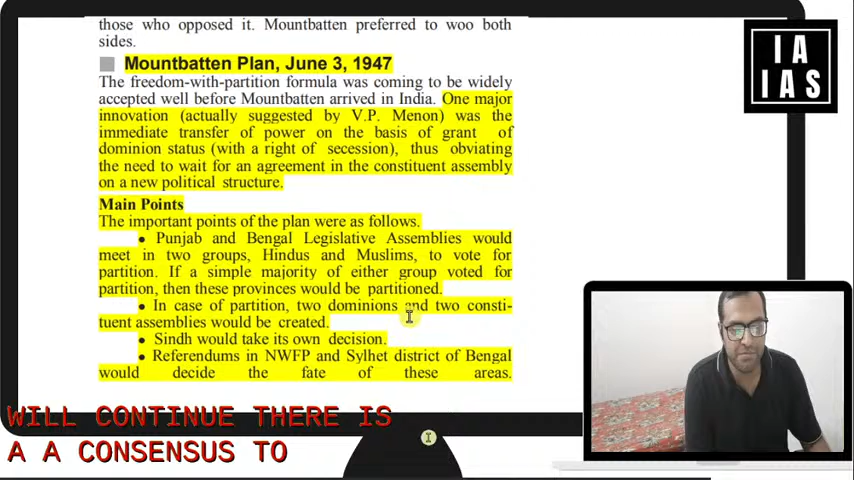 those who opposed it. Mountbatten preferred to woo both
sides.
Mountbatten Plan, June 3, 1947
The freedom-with-partition formula was coming to be widely
accepted well before Mountbatten arrived in India. One major
innovation (actually suggested by V.P. Menon) was the
immediate transfer of power on the basis of grant of
dominion status (with a right of secession), thus obviating
the need to wait for an agreement in the constituent assembly
on a new political structure.
Main Points
The important points of the plan were as follows.
• Punjab and Bengal Legislative Assemblies would
meet in two groups, Hindus and Muslims, to vote for
partition. If a simple majority of either group voted for
partition, then these provinces would be partitioned.
• In case of partition, two dominions and two consti-
tuent assemblies would be created.
• Sindh would take its own decision.
• Referendums in NWFP and Sylhet district of Bengal
would decide the fate of these areas.
IA
IAS
WILL CONTINUE THERE IS
A A CONSENSUS TO